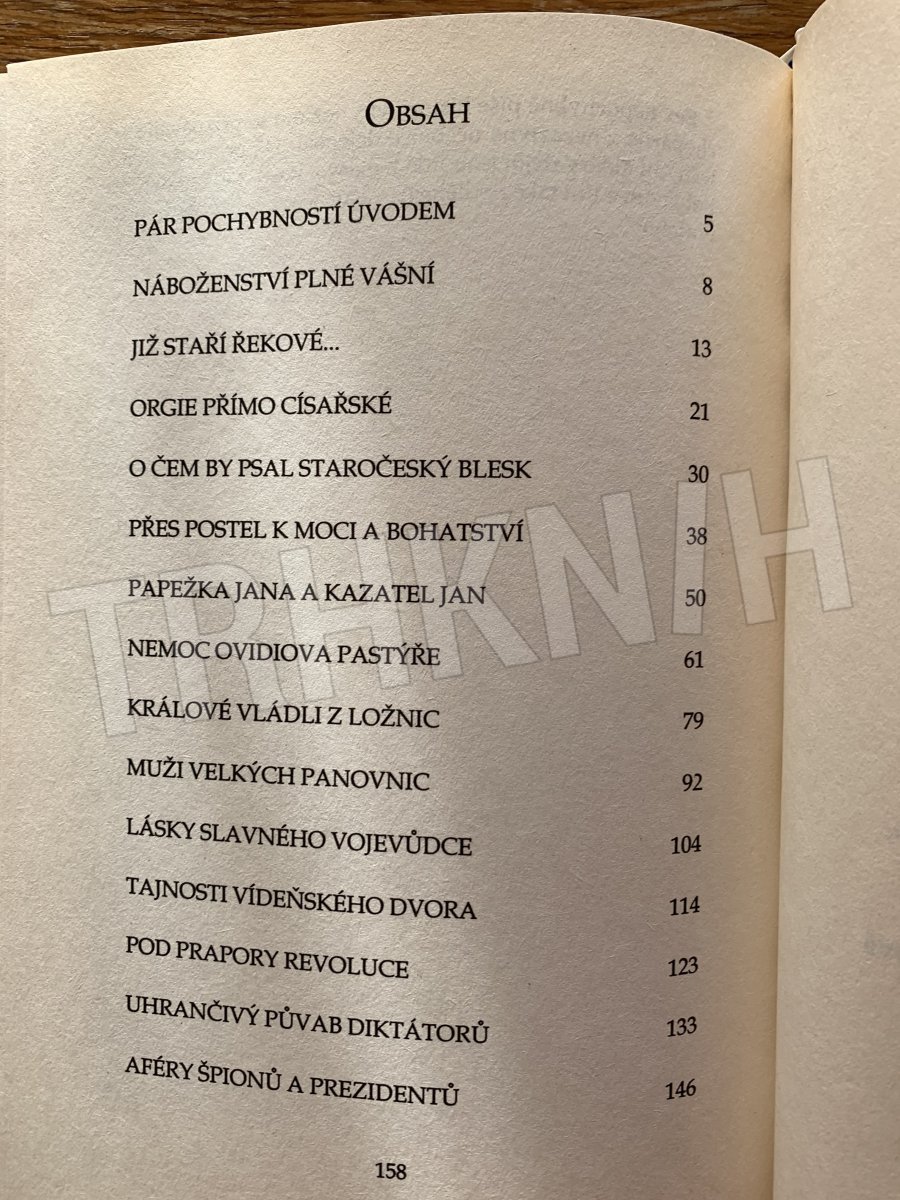 OBSAH
PÁR POCHYBNOSTÍ ÚVODEM 5
NÁBOŽENSTVÍ PLNÉ VÁŠNÍ 8
JIŽ STAŘÍ ŘEKOVÉ... 13
ORGIE PŘÍMO CÍSAŘSKÉ 21
O ČEM BY PSAL STAROČESKÝ BLESK 30
PŘES POSTEL K MOCI A BOHATSTVÍ 38
PAPEŽKA JANA A KAZATEL JAN 50
NEMOC OVIDIOVA PASTÝŘE 61
KRÁLOVÉ VLÁDLI Z LOŽNIC 79
MUŽI VELKÝCH PANOVNIC 92
LÁSKY SLAVNÉHO VOJEVŮDCE 104
TAJNOSTI VÍDEŇSKÉHO DVORA 114
POD PRAPORY REVOLUCE 123
UHRANČIVÝ PŮVAB DIKTÁTORŮ 133
AFÉRY ŠPIONŮ A PREZIDENTŮ 146
158
TRHKNIH